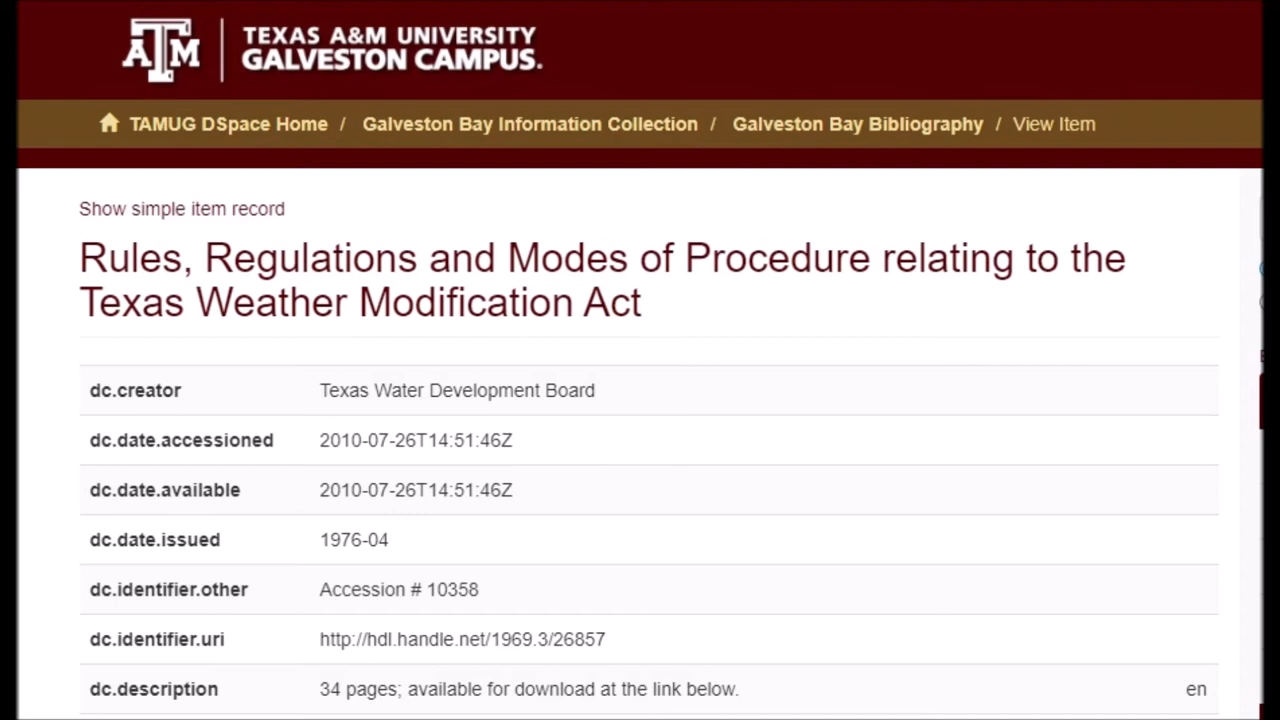 ATM TEXAS A&M UNIVERSITY
GALVESTON CAMPUS.
TAMUG DSpace Home / Galveston Bay Information Collection / Galveston Bay Bibliography / View Item
Show simple item record
Rules, Regulations and Modes of Procedure relating to the
Texas Weather Modification Act
dc.creator Texas Water Development Board
dc.date.accessioned 2010-07-26T14:51:46Z
dc.date.available 2010-07-26T14:51:46Z
dc.date.issued 1976-04
dc.identifier.other Accession # 10358
dc.identifier.uri http://hdl.handle.net/1969.3/26857
dc.description 34 pages; available for download at the link below. en